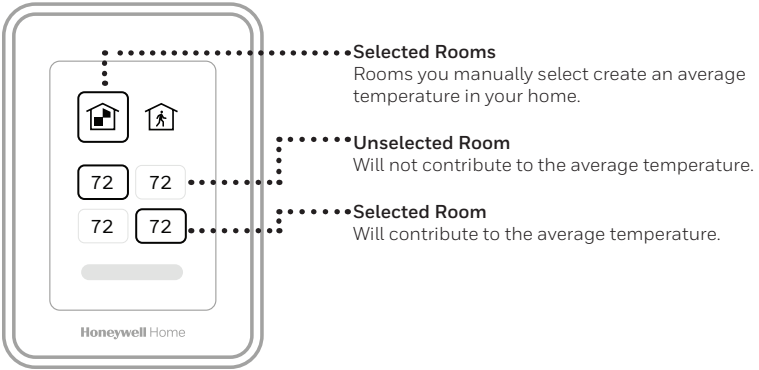 Selected Rooms
Rooms you manually select create an average
temperature in your home.
Unselected Room
Will not contribute to the average temperature.
72 72
Selected Room
72 72
Will contribute to the average temperature.
Honeywell Home